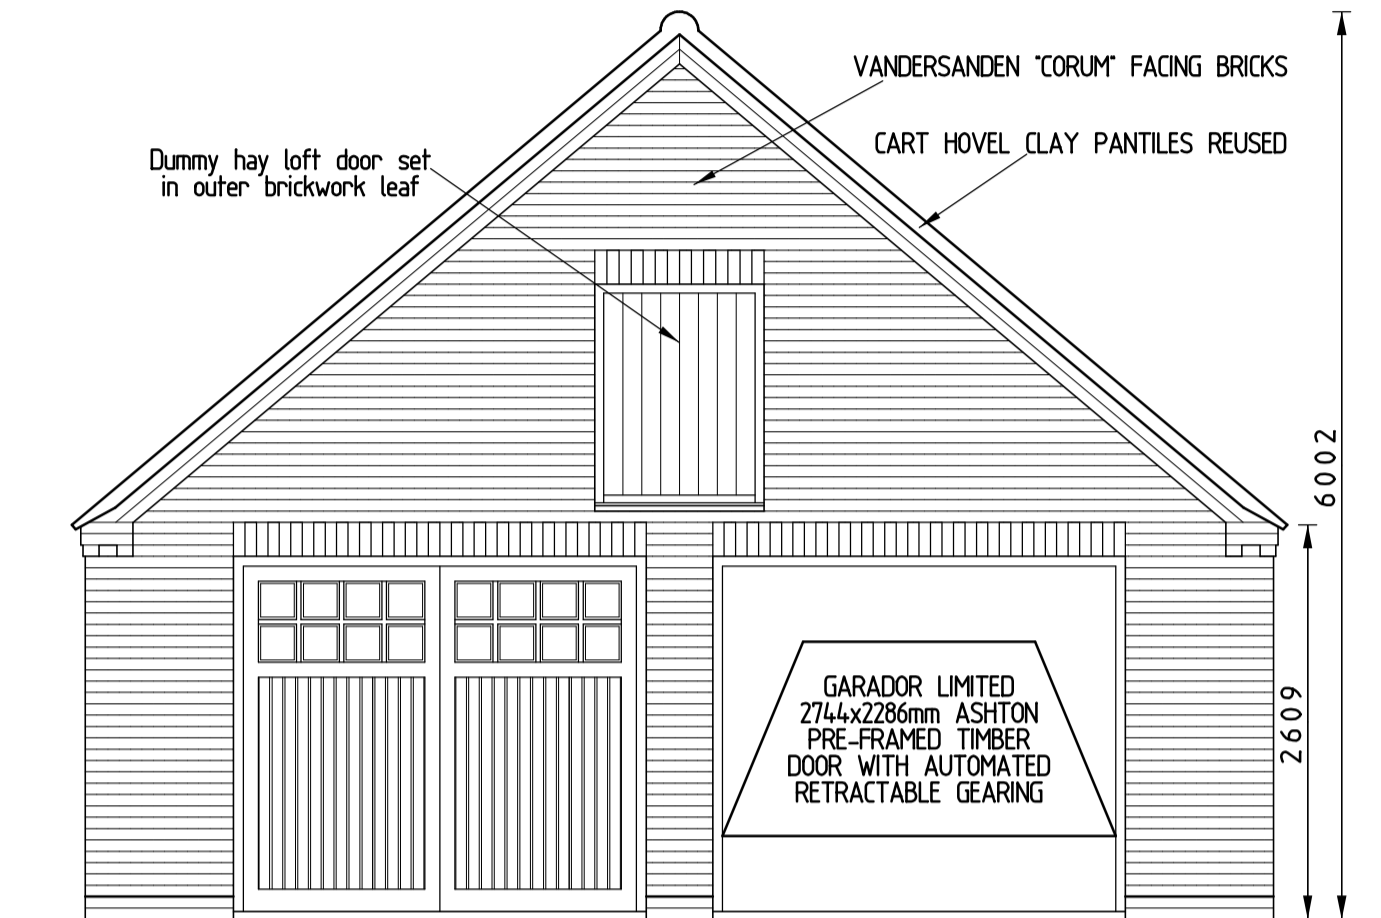 VANDERSANDEN "CORUM" FACING BRICKS
CART HOVEL CLAY PANTILES REUSED
Dummy hay loft door set
in outer brickwork leaf
6002
2609
GARADOR LIMITED
2744x2286mm ASHTON
PRE-FRAMED TIMBER
DOOR WITH AUTOMATED
RETRACTABLE GEARING